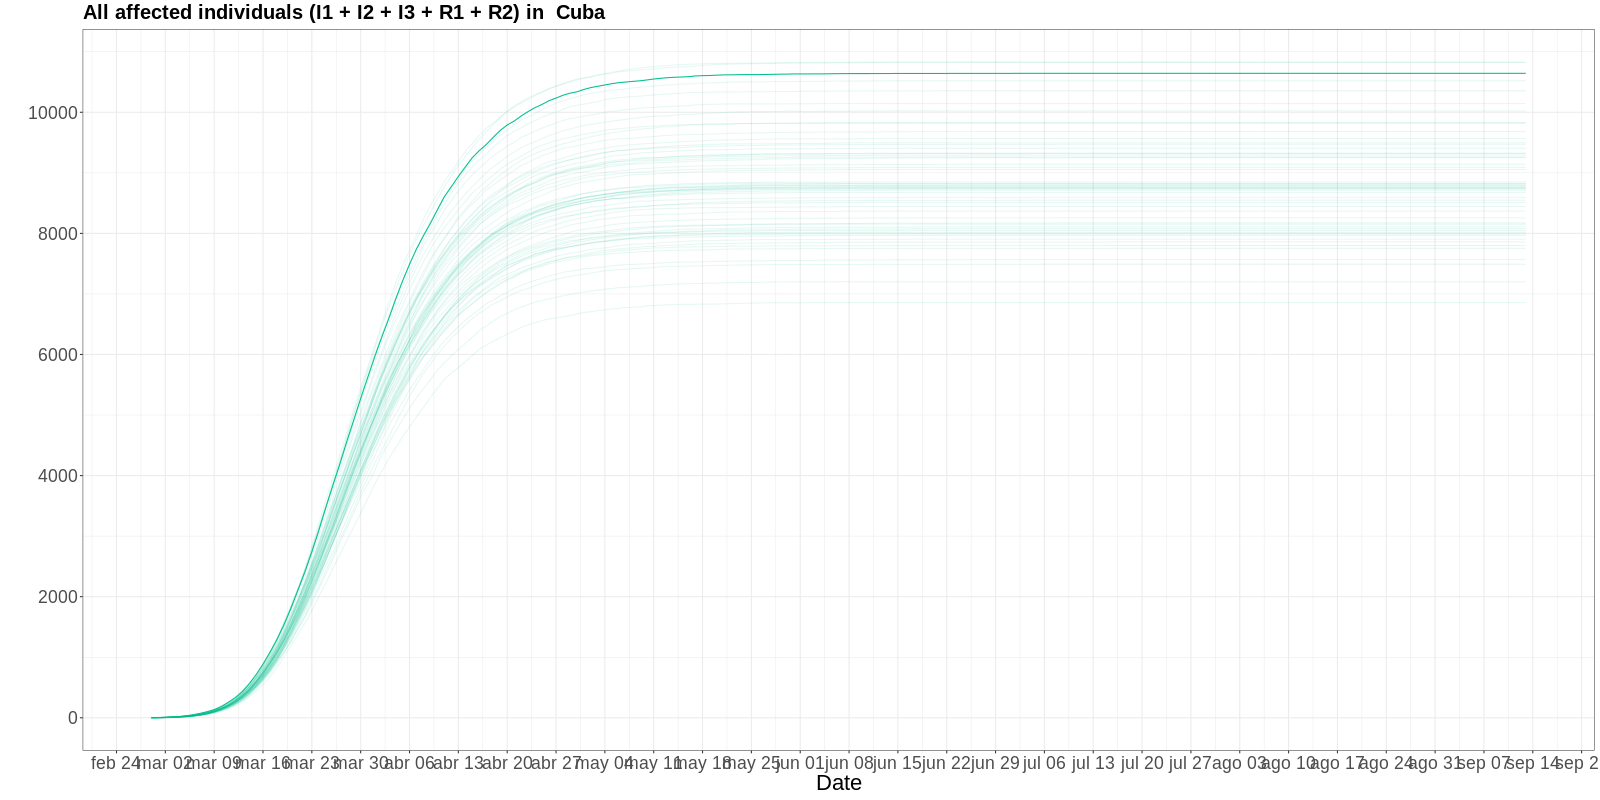 All affected individuals (I1 + I2 + I3 + R1 + R2) in  Cuba
10000
8000
6000
4000
2000
0
feb 24 mar 02 mar 09 mar 16 mar 23 mar 30 abr 06 abr 13 abr 20 abr 27 may 04 may 11 may 18 may 25 jun 01 jun 08 jun 15 jun 22 jun 29 jul 06 jul 13 jul 20 jul 27 ago 03 ago 10 ago 17 ago 24 ago 31 sep 07 sep 14 sep 2
Date